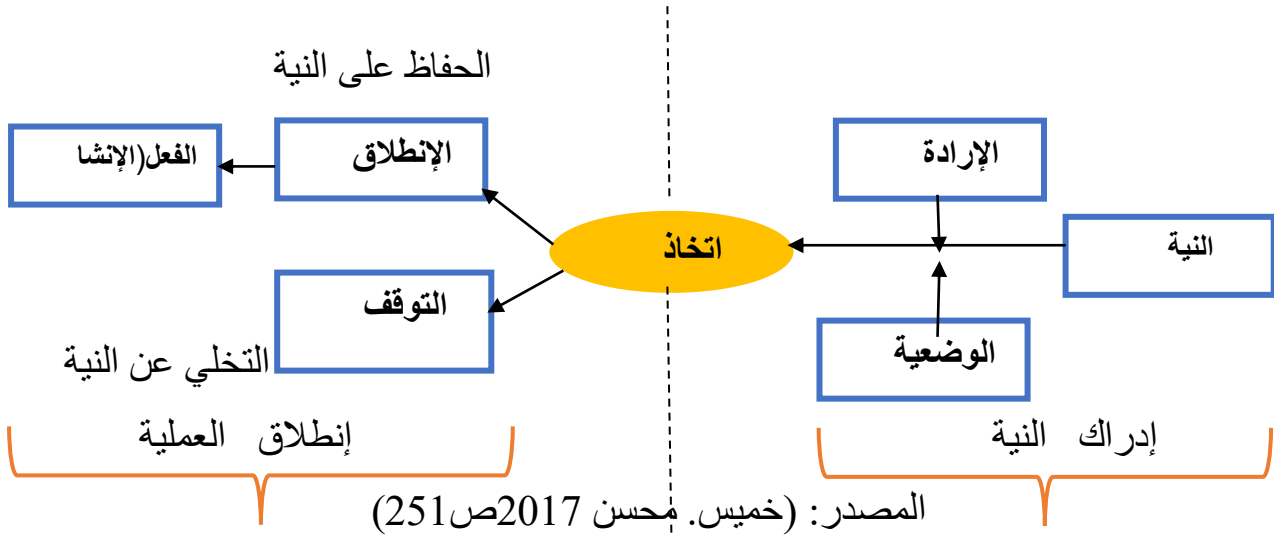 الحفاظ على النية
الإرادة
الإنطلاق
الفعل(الإنشا
النية
اتخاذ
التوقف
الوضعية
التخلي عن النية
إدراك النية
إنطلاق العملية
المصدر: (خميس. محسن 2017ص251)